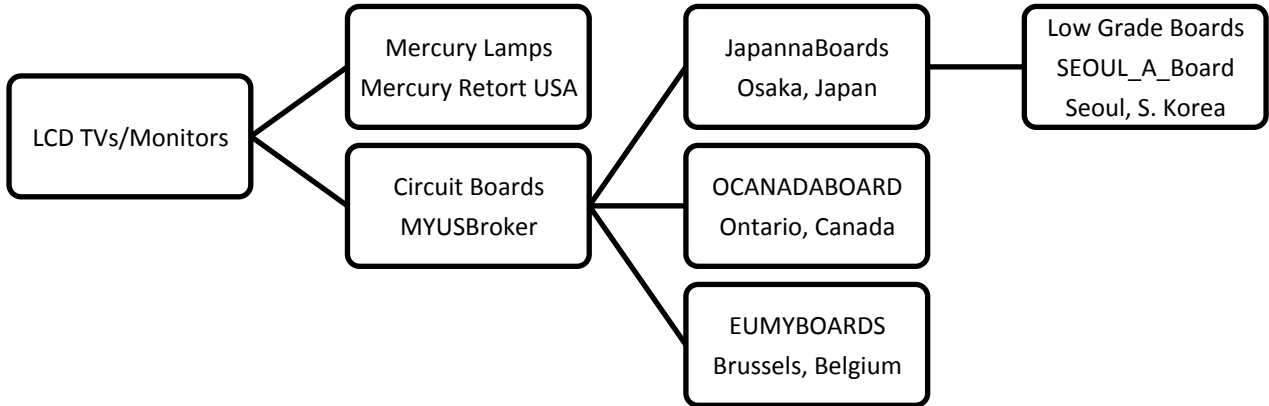 LCD TVs/Monitors
Mercury Lamps
Mercury Retort USA
Circuit Boards
MYUSBroker
JapannaBoards
Osaka, Japan
OCANADABOARD
Ontario, Canada
EUMYBOARDS
Brussels, Belgium
Low Grade Boards
SEOUL_A_Board
Seoul, S. Korea